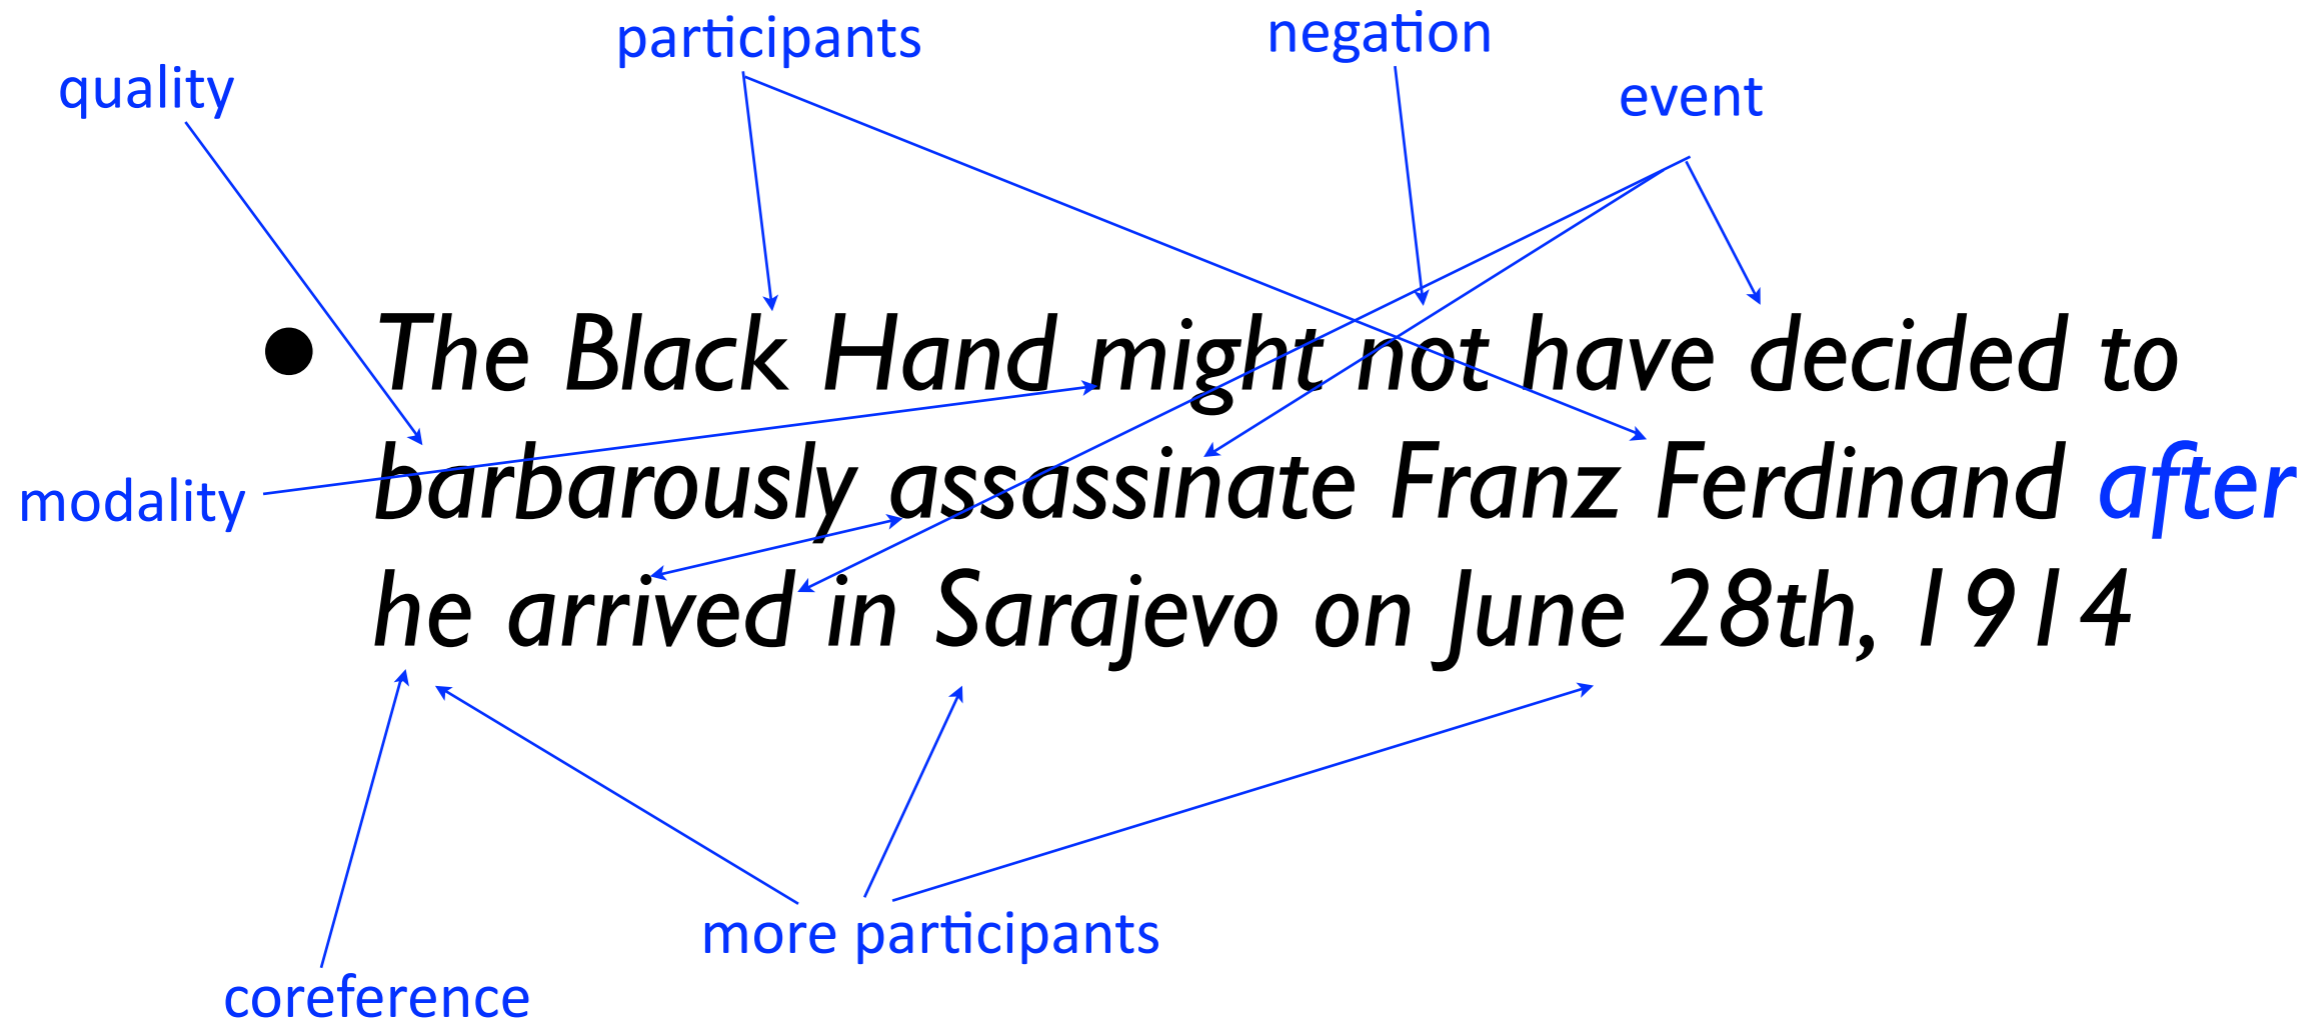 participants
negation
quality
event
• The Black Hand might not have decided to
barbarously assassinate Franz Ferdinand after
modality
he arrived in Sarajevo on June 28th, 1914
more participants
coreference